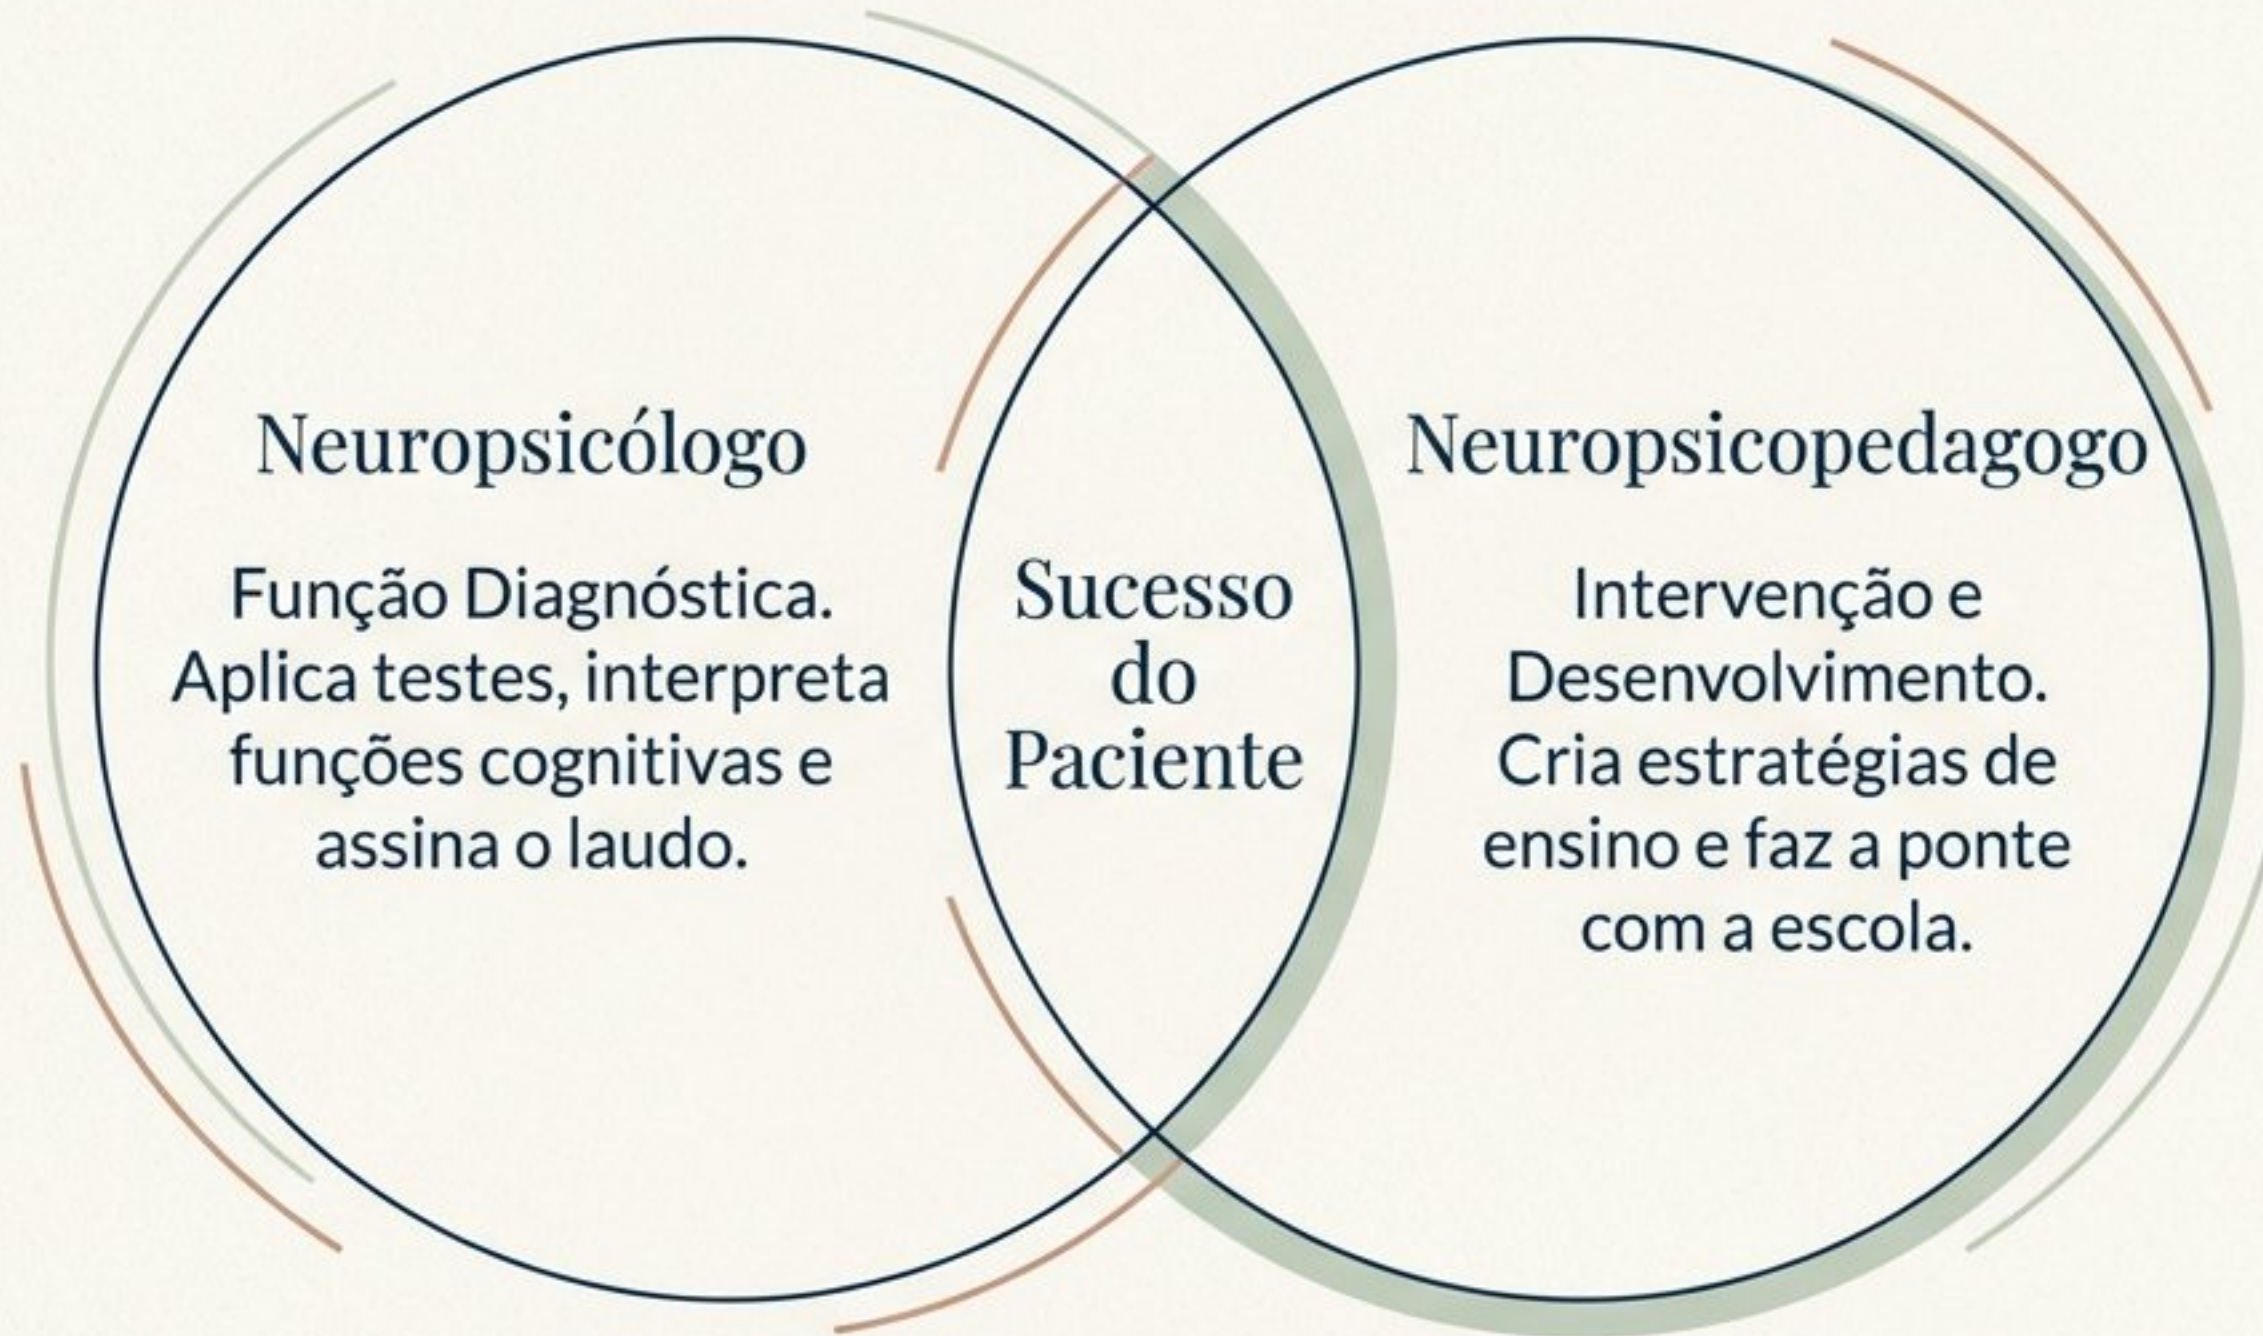 Neuropsicólogo
Função Diagnóstica.
Aplica testes, interpreta
funções cognitivas e
assina o laudo.
Sucesso
do
Paciente
Neuropsicopedagogo
Intervenção e
Desenvolvimento.
Cria estratégias de
ensino e faz a ponte
com a escola.